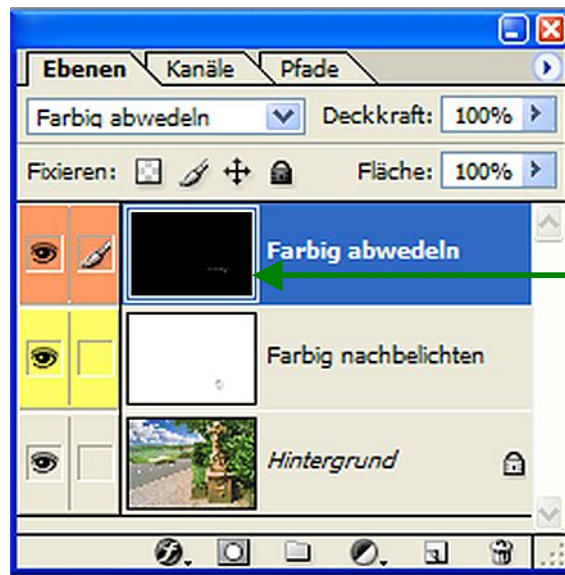 Ebenen Kanäle Pfade
Farbig abwedeln Deckkraft: 100%
Fixieren: Fläche: 100%
Farbig abwedeln
Farbig nachbelichten
Hintergrund